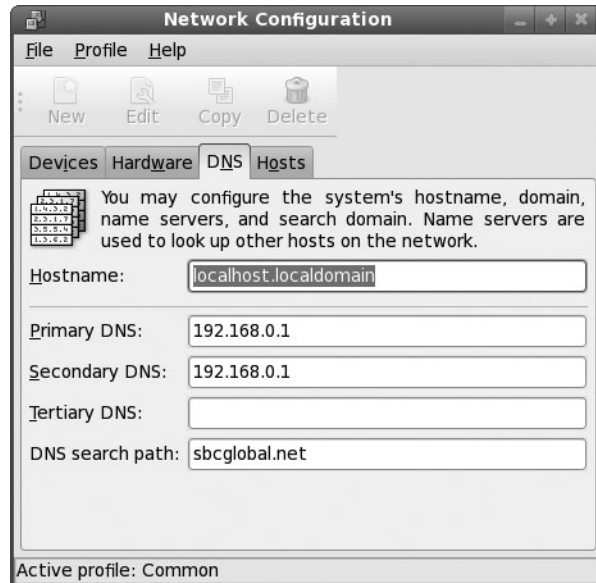 Network Configuration
File Profile Help
New Edit Copy Delete
Devices Hardware DNS Hosts
You may configure the system's hostname, domain,
name servers, and search domain. Name servers are
used to look up other hosts on the network.
Hostname: localhost.localdomain
Primary DNS: 192.168.0.1
Secondary DNS: 192.168.0.1
Tertiary DNS:
DNS search path: sbcglobal.net
Active profile: Common